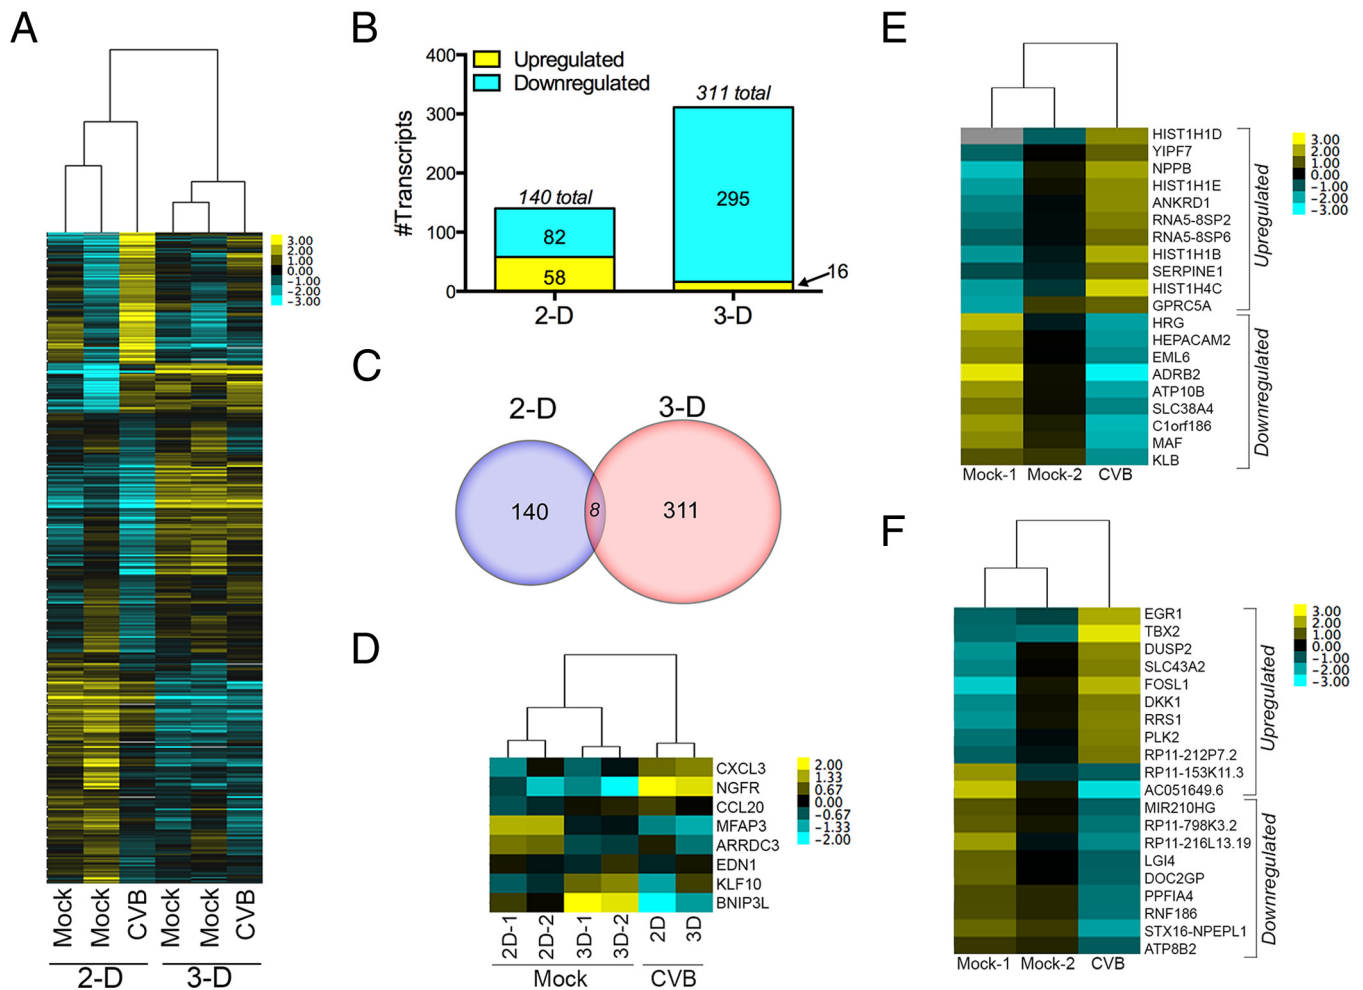 A
3.00
2.00
1.00
0.00
-1.00
-2.00
-3.00
Mock
Mock
CVB
Mock
Mock
CVB
2-D
3-D
B
#Transcripts
400
300
200
100
0
Upregulated
Downregulated
140 total
82
58
311 total
295
16
2-D
3-D
C
2-D
3-D
140
8
311
D
CXCL3
NGFR
CCL20
MFAP3
ARRDC3
EDN1
KLF10
BNIP3L
2.00
1.33
0.67
0.00
-0.67
-1.33
-2.00
2D-1
2D-2
3D-1
3D-2
2D
3D
Mock
CVB
E
HIST1H1D
YIPF7
NPPB
HIST1H1E
ANKRD1
RNA5-8SP2
RNA5-8SP6
HIST1H1B
SERPINE1
HIST1H4C
GPRC5A
HRG
HEPACAM2
EML6
ADRB2
ATP10B
SLC38A4
C1orf186
MAF
KLB
Upregulated
Downregulated
3.00
2.00
1.00
0.00
-1.00
-2.00
-3.00
Mock-1
Mock-2
CVB
F
EGR1
TBX2
DUSP2
SLC43A2
FOSL1
DKK1
RRS1
PLK2
RP11-212P7.2
RP11-153K11.3
AC051649.6
MIR210HG
RP11-798K3.2
RP11-216L13.19
LGI4
DOC2GP
PPFIA4
RNF186
STX16-NPEPL1
ATP8B2
Upregulated
Downregulated
3.00
2.00
1.00
0.00
-1.00
-2.00
-3.00
Mock-1
Mock-2
CVB